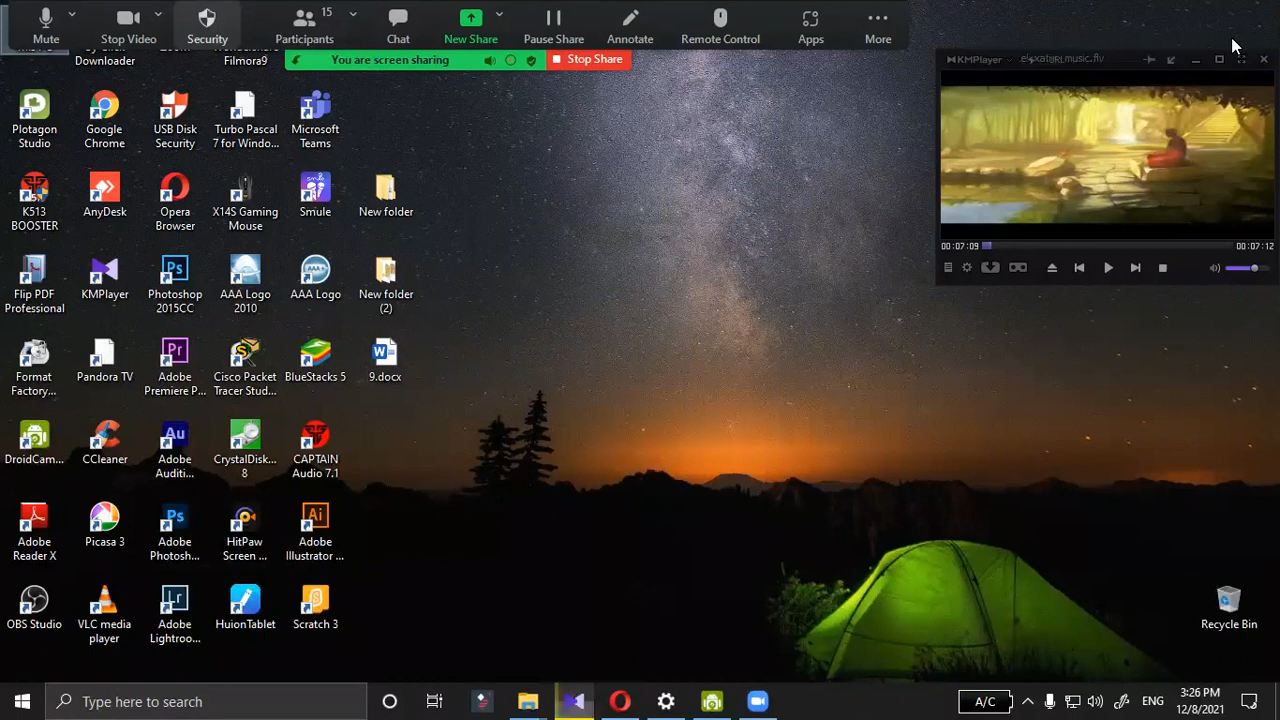 15
Mute
Stop Video
Security
Participants
Chat
New Share
Pause Share
Annotate
Remote Control
Apps
More
You are screen sharing
Stop Share
Downloader
Filmora9
KMPlayer
00:07:09
00:07:12
Plotagon Studio
Google Chrome
USB Disk Security
Turbo Pascal 7 for Windo...
Microsoft Teams
K513 BOOSTER
AnyDesk
Opera Browser
X14S Gaming Mouse
Smule
New folder
Flip PDF Professional
KMPlayer
Photoshop 2015CC
AAA Logo 2010
AAA Logo
New folder (2)
Format Factory...
Pandora TV
Adobe Premiere P...
Cisco Packet Tracer Stud...
BlueStacks 5
9.docx
DroidCam...
CCleaner
Adobe Auditi...
CrystalDisk... 8
CAPTAIN Audio 7.1
Adobe Reader X
Picasa 3
Adobe Photosh...
HitPaw Screen ...
Adobe Illustrator ...
OBS Studio
VLC media player
Adobe Lightroo...
HuionTablet
Scratch 3
Recycle Bin
Type here to search
A/C
ENG
3:26 PM
12/8/2021